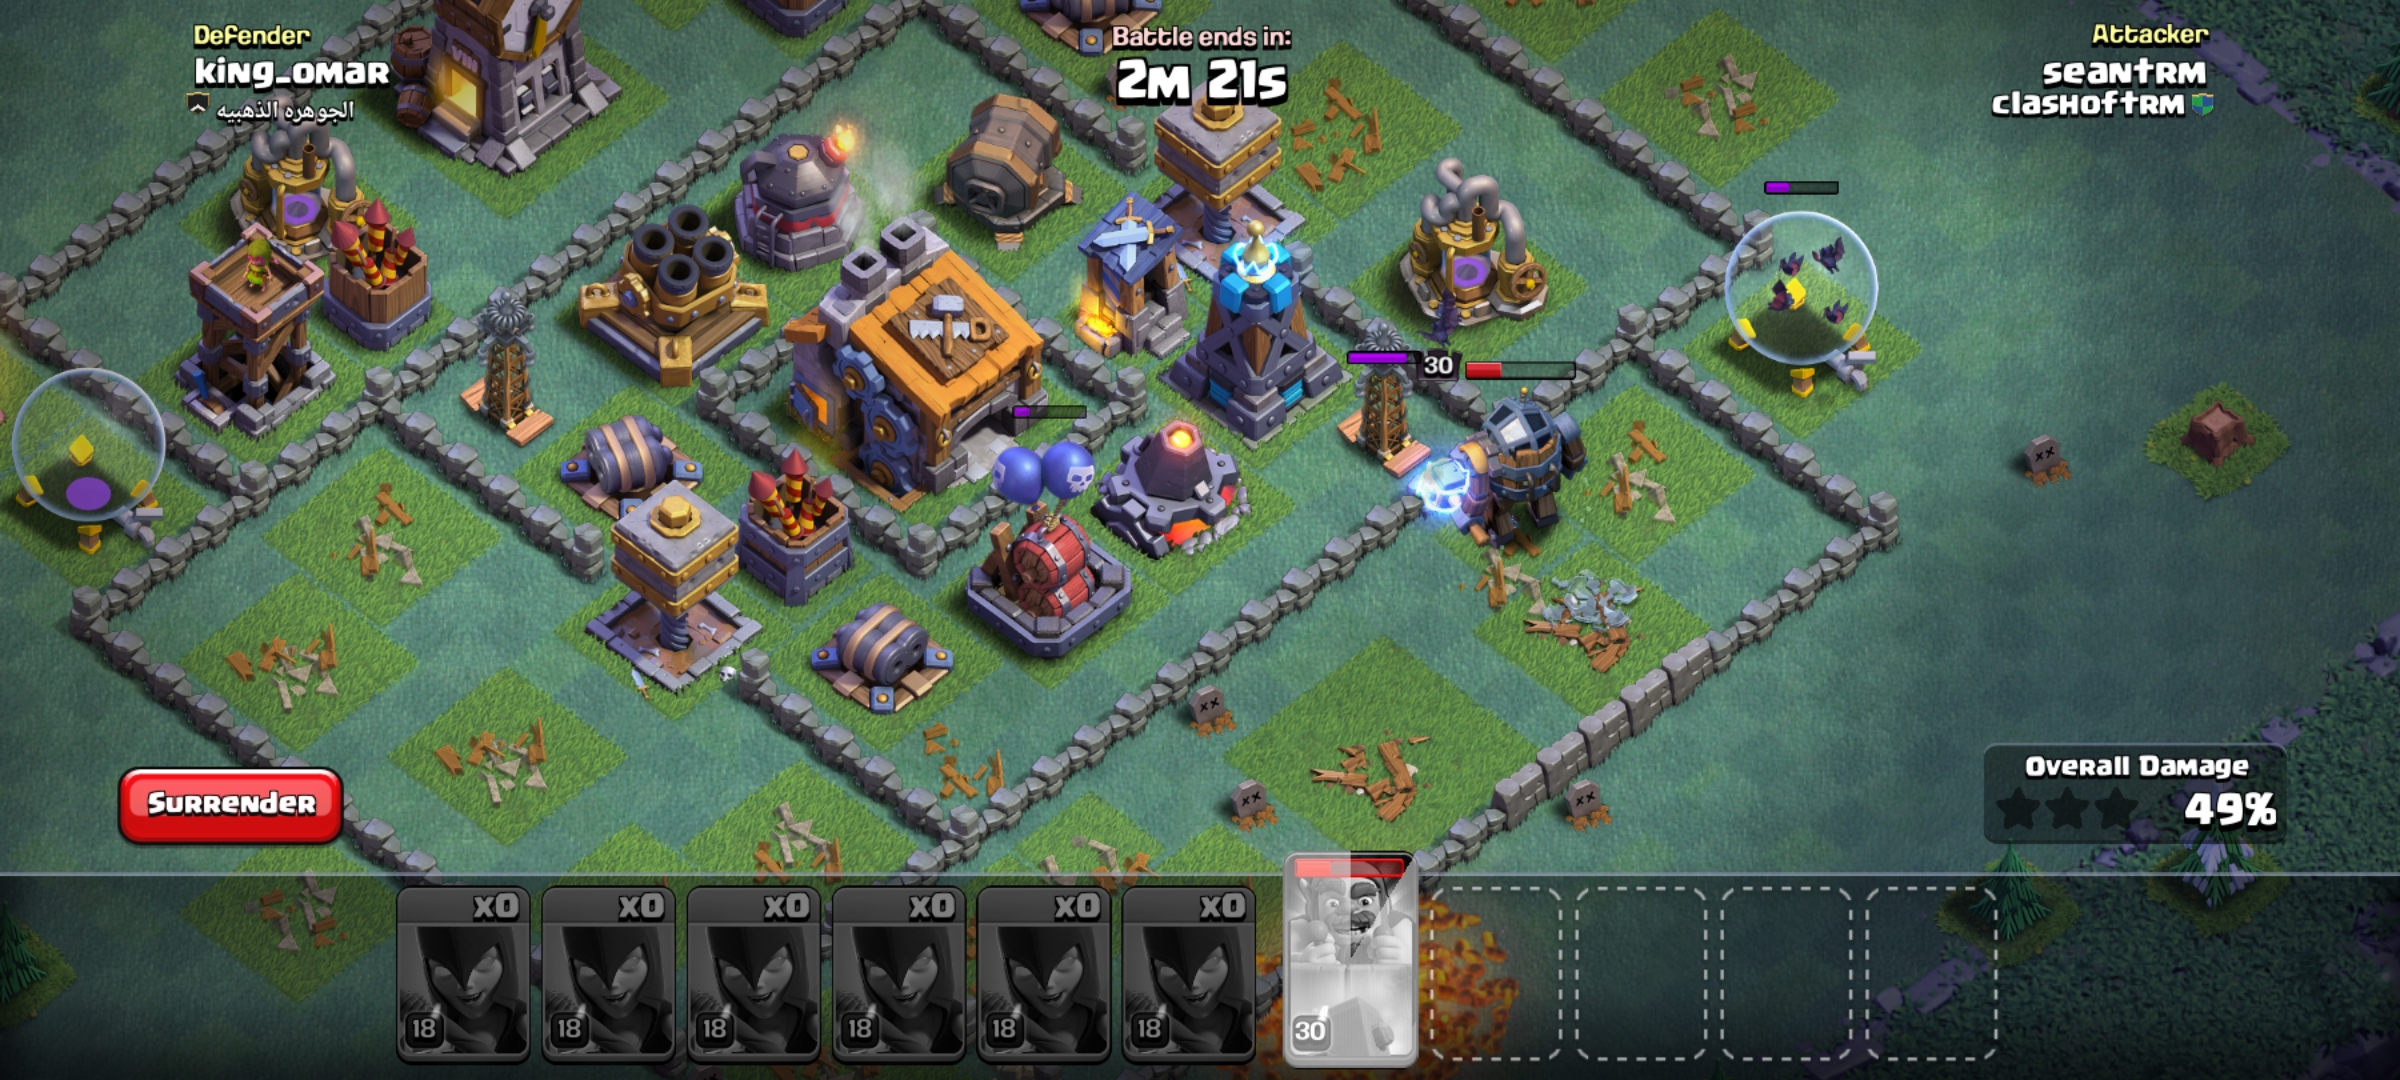 Defender
king_omar
الجوهره الذهبيه
Battle ends in:
2M 21s
Attacker
seantRM
clashoftRM
30
Surrender
Overall Damage
49%
x0 x0 x0 x0 x0 x0
18 18 18 18 18 18 30